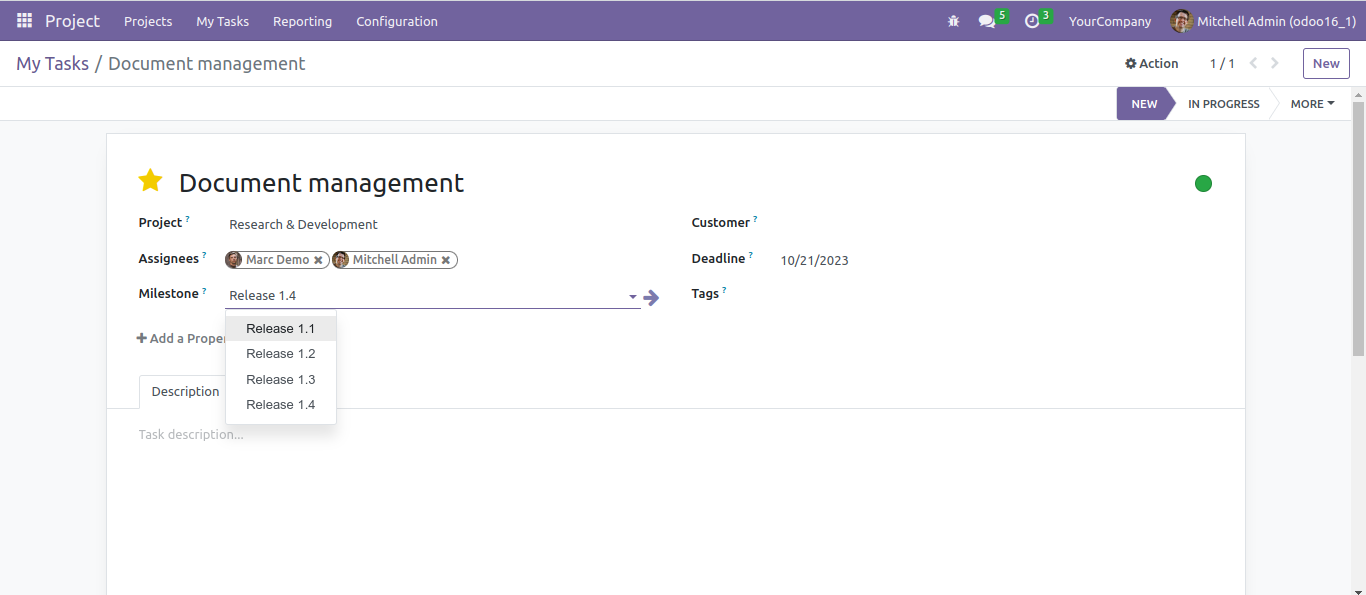 Project Projects My Tasks Reporting Configuration 5 3 YourCompany Mitchell Admin (odoo16_1)
My Tasks / Document management Action 1 / 1 New
NEW IN PROGRESS MORE
Document management
Project ? Research & Development Customer ?
Assignees ? Marc Demo Mitchell Admin Deadline ? 10/21/2023
Milestone ? Release 1.4 Tags ?
Release 1.1
Add a Proper
Release 1.2
Release 1.3
Description
Release 1.4
Task description...